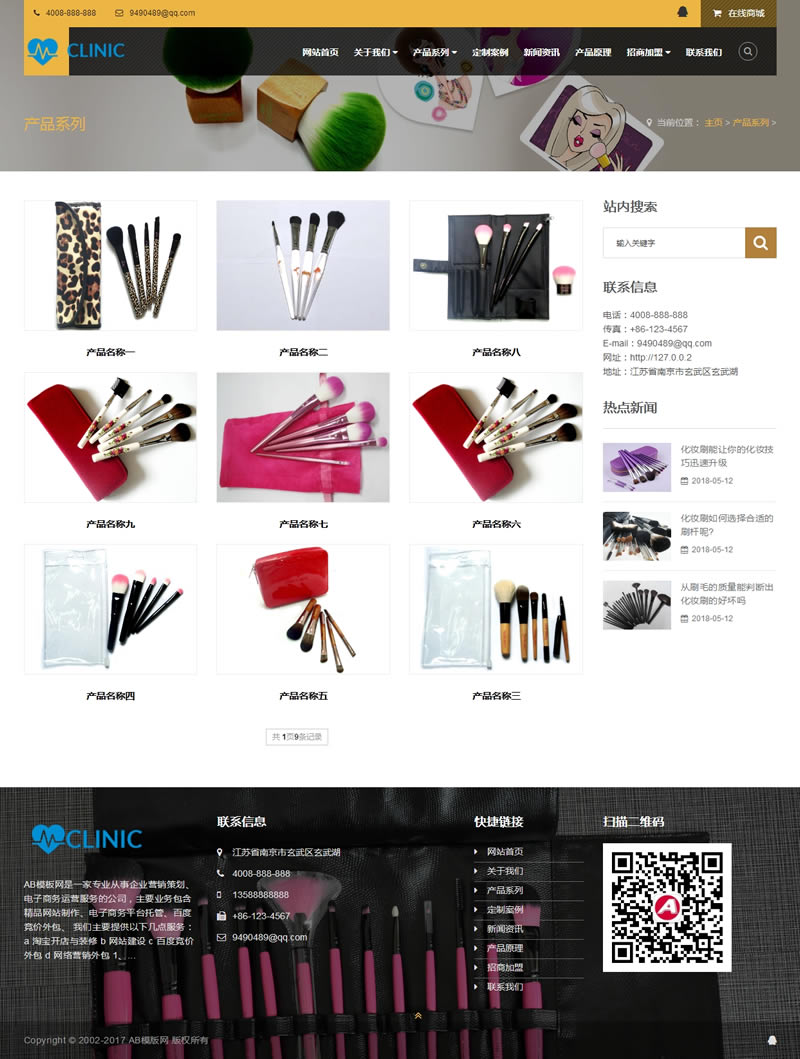 4008-888-888 9490489@qq.com 在线商城
CLINIC 网站首页 关于我们 产品系列 定制案例 新闻资讯 产品原理 招商加盟 联系我们
产品系列
当前位置： 主页 > 产品系列 >
产品名称一 产品名称二 产品名称八
产品名称九 产品名称七 产品名称六
产品名称四 产品名称五 产品名称三
共 1页9条记录
站内搜索
输入关键字
联系信息
电话：4008-888-888
传真：+86-123-4567
E-mail：9490489@qq.com
网址：http://127.0.0.2
地址：江苏省南京市玄武区玄武湖
热点新闻
化妆刷能让你的化妆技
巧迅速升级
2018-05-12
化妆刷如何选择合适的
刷杆呢?
2018-05-12
从刷毛的质量能判断出
化妆刷的好坏吗
2018-05-12
CLINIC
AB模板网是一家专业从事企业营销策划、
电子商务运营服务的公司，主要业务包含
精品网站制作、电子商务平台托管、百度
竞价外包、 我们主要提供以下几点服务：
a 淘宝开店与装修 b 网站建设 c 百度竞价
外包 d 网络营销外包 1、...
联系信息
江苏省南京市玄武区玄武湖
4008-888-888
13588888888
+86-123-4567
9490489@qq.com
快捷链接
网站首页
关于我们
产品系列
定制案例
新闻资讯
产品原理
招商加盟
联系我们
扫描二维码
Copyright © 2002-2017 AB模版网 版权所有